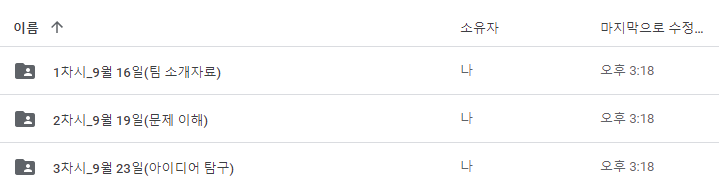 이름 ↑ 소유자 마지막으로 수정...
1차시_9월 16일(팀 소개자료) 나 오후 3:18
2차시_9월 19일(문제 이해) 나 오후 3:18
3차시_9월 23일(아이디어 탐구) 나 오후 3:18